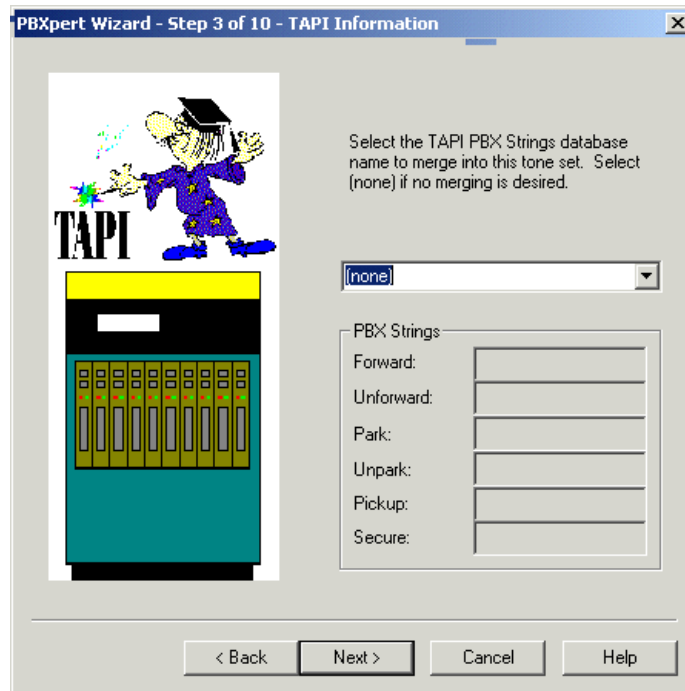 PBXpert Wizard - Step 3 of 10 - TAPI Information
TAPI
Select the TAPI PBX Strings database
name to merge into this tone set. Select
(none) if no merging is desired.
(none)
PBX Strings
Forward:
Unforward:
Park:
Unpark:
Pickup:
Secure:
< Back
Next >
Cancel
Help